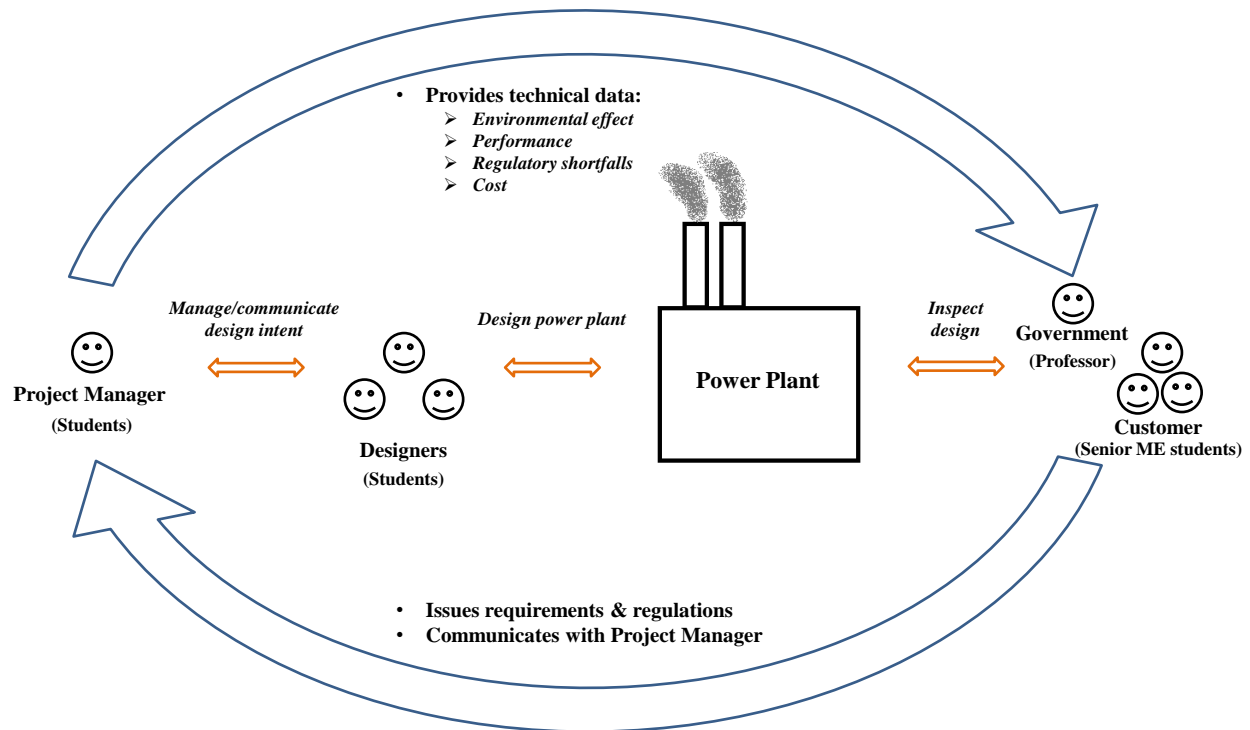 • Provides technical data:
➢ Environmental effect
➢ Performance
➢ Regulatory shortfalls
➢ Cost
Manage/communicate
design intent
Design power plant
Inspect
design
Project Manager
(Students)
Designers
(Students)
Power Plant
Government
(Professor)
Customer
(Senior ME students)
• Issues requirements & regulations
• Communicates with Project Manager